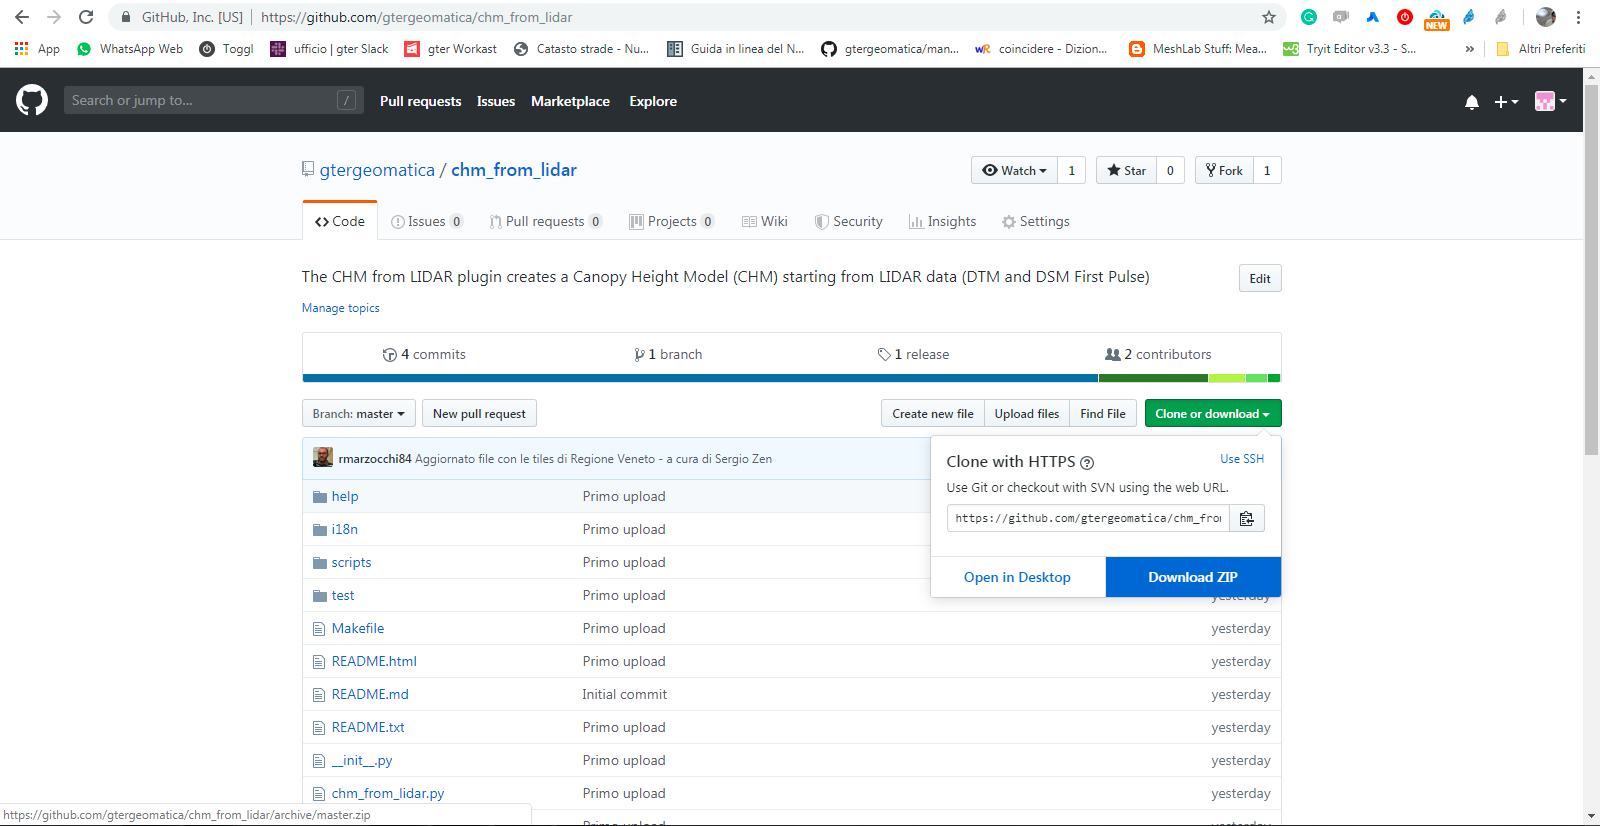 GitHub, Inc. [US] | https://github.com/gtergeomatica/chm_from_lidar
NEW
App WhatsApp Web Toggl ufficio | gter Slack gter Workast Catasto strade - Nu... Guida in linea del N... gtergeomatica/man... wR coincidere - Dizion... MeshLab Stuff: Mea... Tryit Editor v3.3 - S... » Altri Preferiti
Search or jump to... / Pull requests Issues Marketplace Explore
gtergeomatica / chm_from_lidar Watch 1 Star 0 Fork 1
Code Issues 0 Pull requests 0 Projects 0 Wiki Security Insights Settings
The CHM from LIDAR plugin creates a Canopy Height Model (CHM) starting from LIDAR data (DTM and DSM First Pulse) Edit
Manage topics
4 commits 1 branch 1 release 2 contributors
Branch: master New pull request Create new file Upload files Find File Clone or download
rmarzocchi84 Aggiornato file con le tiles di Regione Veneto - a cura di Sergio Zen
Clone with HTTPS Use SSH
Use Git or checkout with SVN using the web URL.
https://github.com/gtergeomatica/chm_fro
Open in Desktop Download ZIP
help Primo upload
i18n Primo upload
scripts Primo upload
test Primo upload yesterday
Makefile Primo upload yesterday
README.html Primo upload yesterday
README.md Initial commit yesterday
README.txt Primo upload yesterday
__init__.py Primo upload yesterday
chm_from_lidar.py Primo upload yesterday
https://github.com/gtergeomatica/chm_from_lidar/archive/master.zip